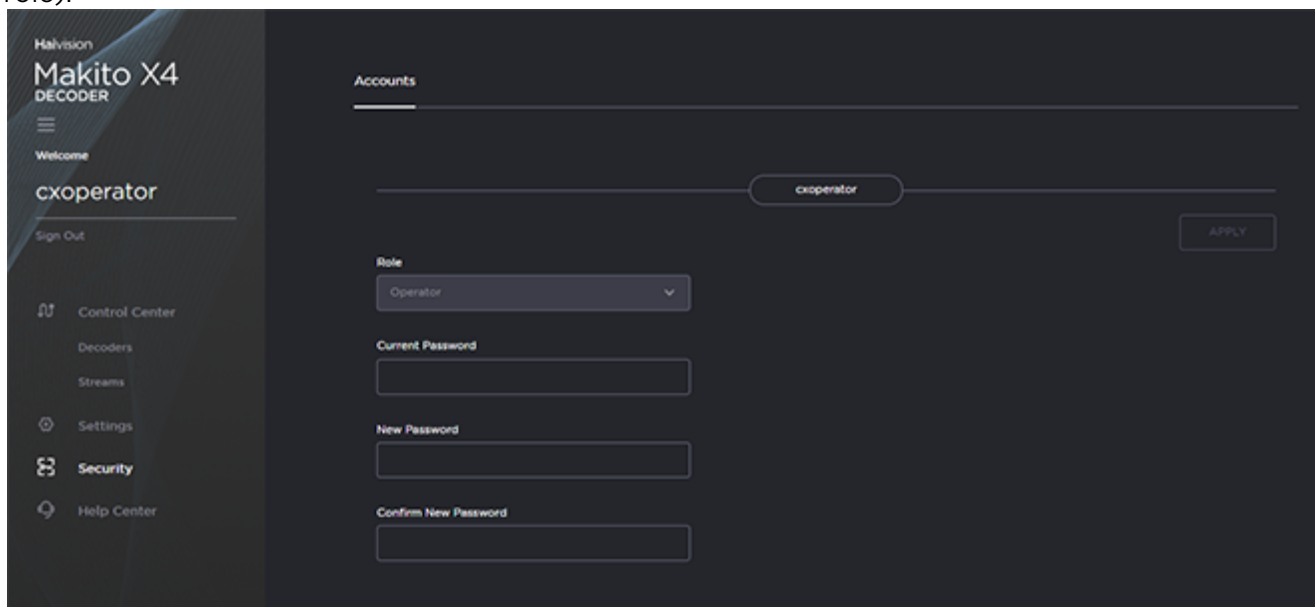 Haivision
Makito X4
DECODER
Welcome
cxoperator
Sign Out
Control Center
Decoders
Streams
Settings
Security
Help Center
Accounts
cxoperator
APPLY
Role
Operator
Current Password
New Password
Confirm New Password